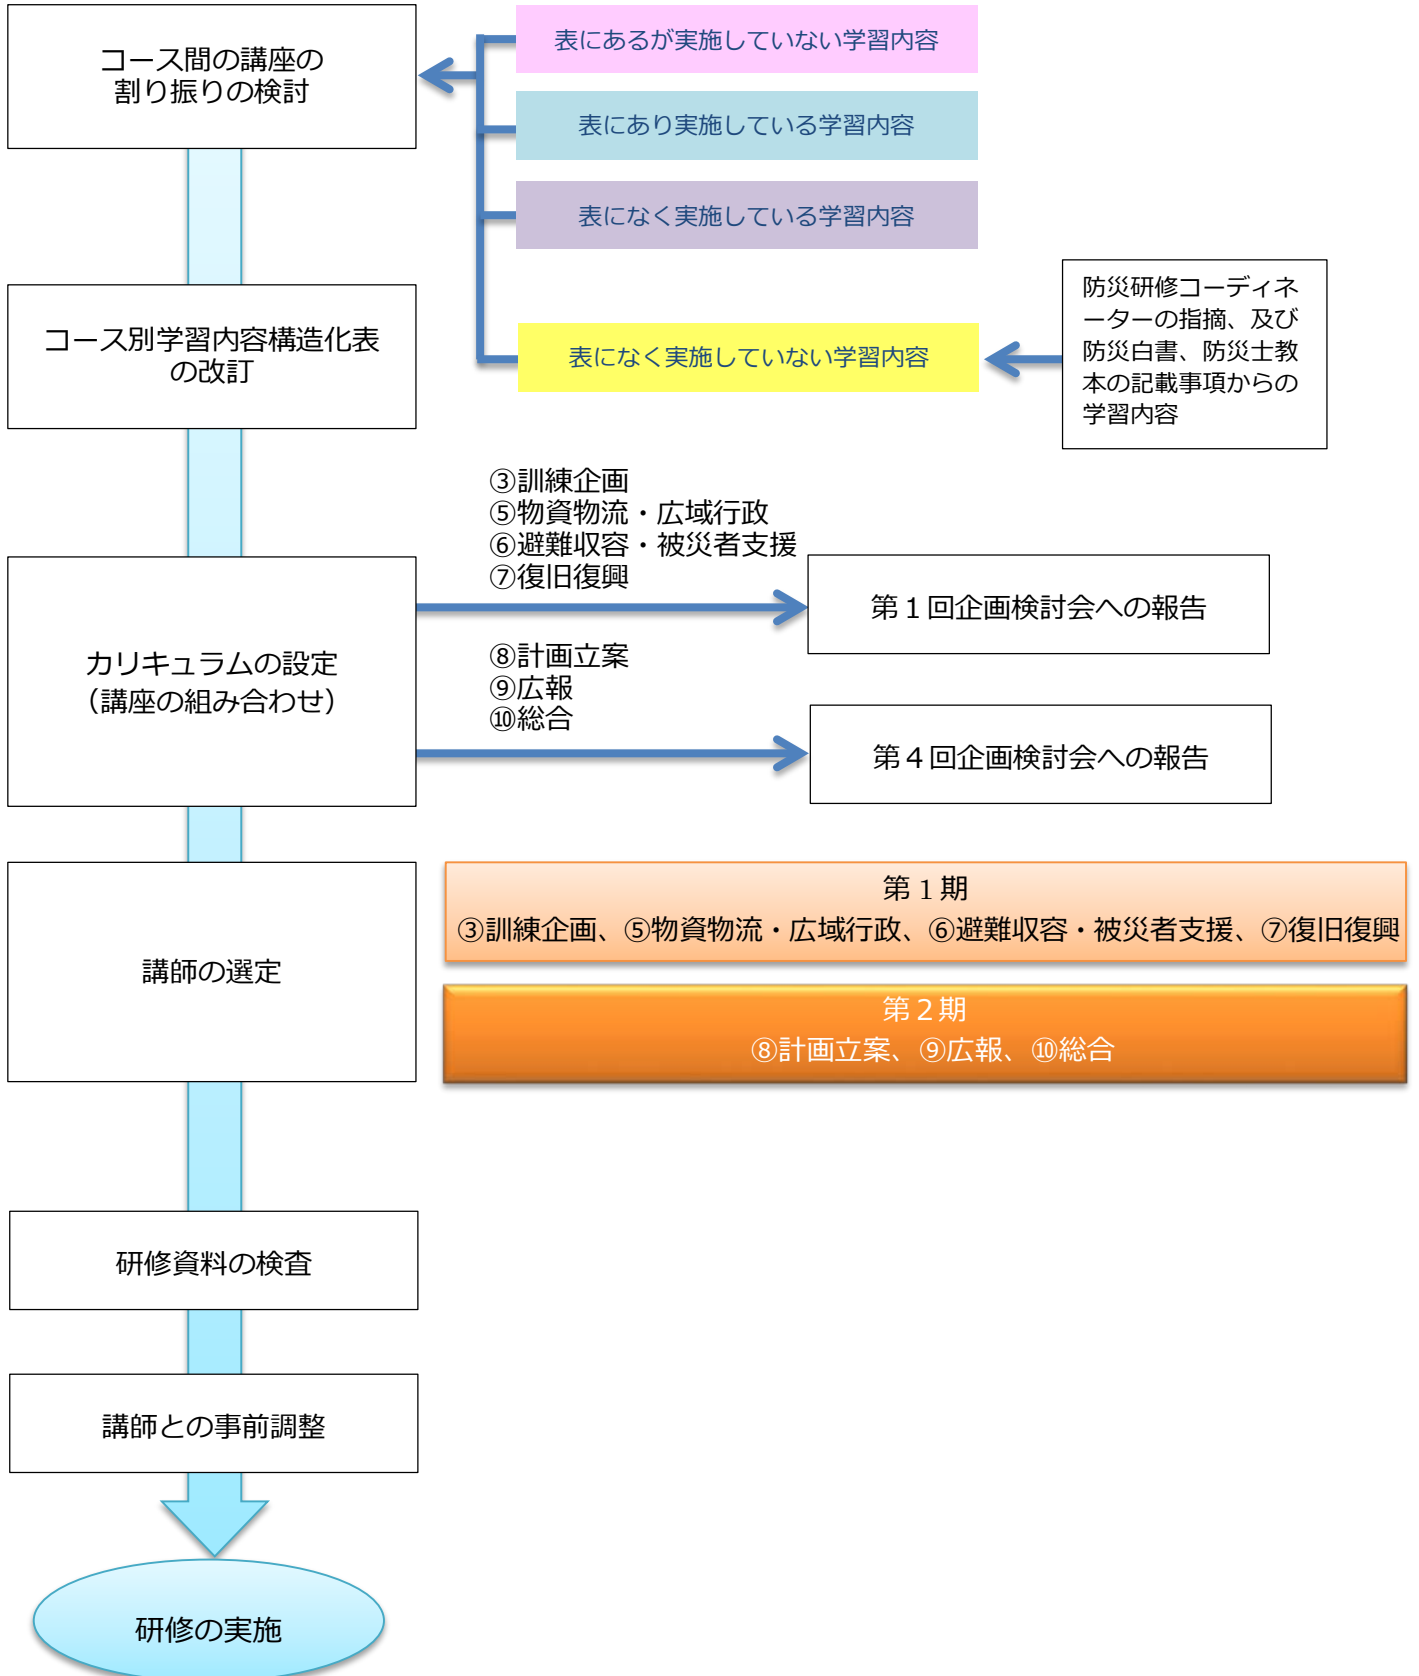 コース間の講座の
割り振りの検討
表にあるが実施していない学習内容
表にあり実施している学習内容
表になく実施している学習内容
表になく実施していない学習内容
防災研修コーディネ
ーターの指摘、及び
防災白書、防災士教
本の記載事項からの
学習内容
コース別学習内容構造化表
の改訂
③訓練企画
⑤物資物流・広域行政
⑥避難収容・被災者支援
⑦復旧復興
第１回企画検討会への報告
カリキュラムの設定
（講座の組み合わせ）
⑧計画立案
⑨広報
⑩総合
第４回企画検討会への報告
講師の選定
第１期
③訓練企画、⑤物資物流・広域行政、⑥避難収容・被災者支援、⑦復旧復興
第２期
⑧計画立案、⑨広報、⑩総合
研修資料の検査
講師との事前調整
研修の実施